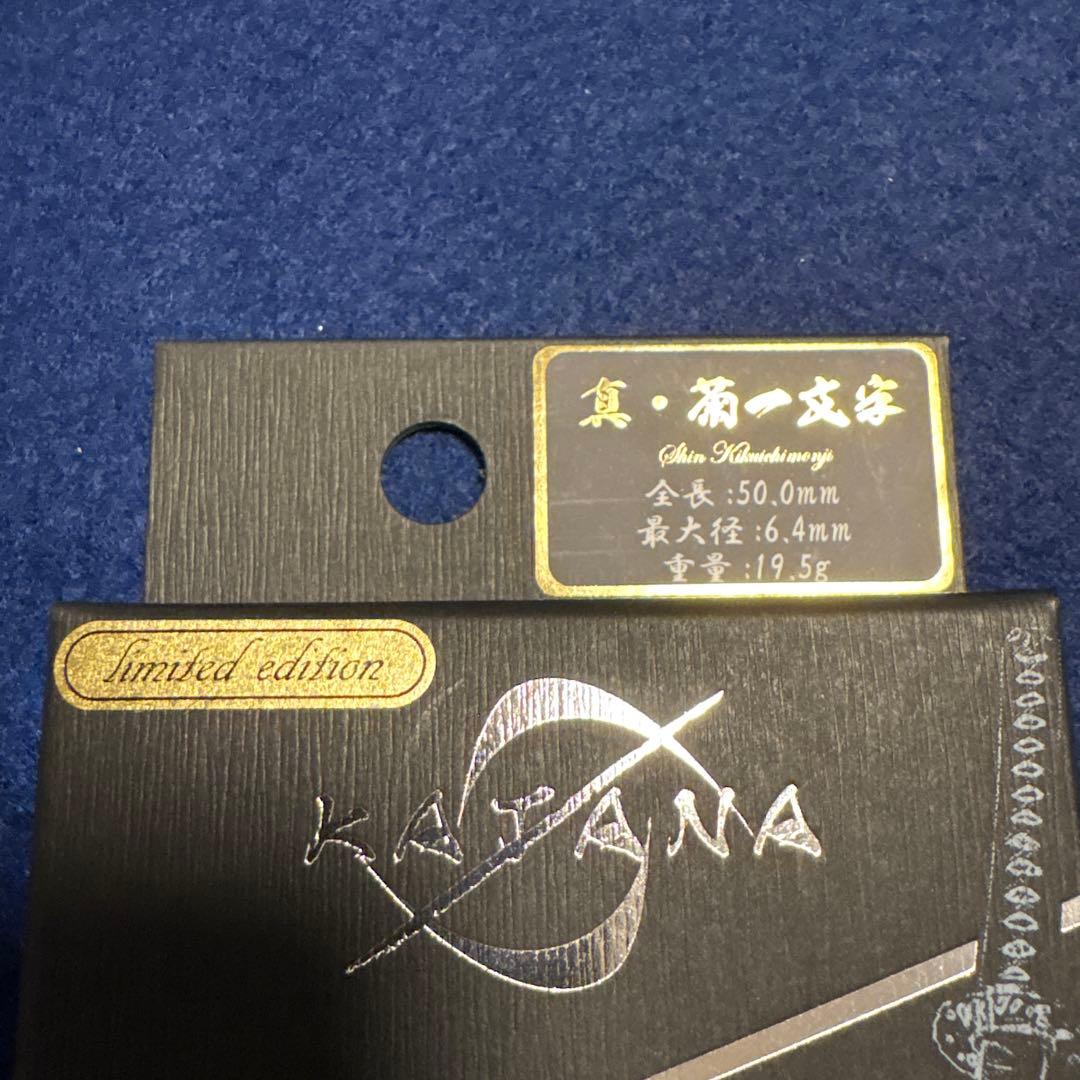 真・菊一文字
Shin Kikuichimonji
全長:50.0mm
最大径:6.4mm
重量:19.5g
limited edition
KATANA